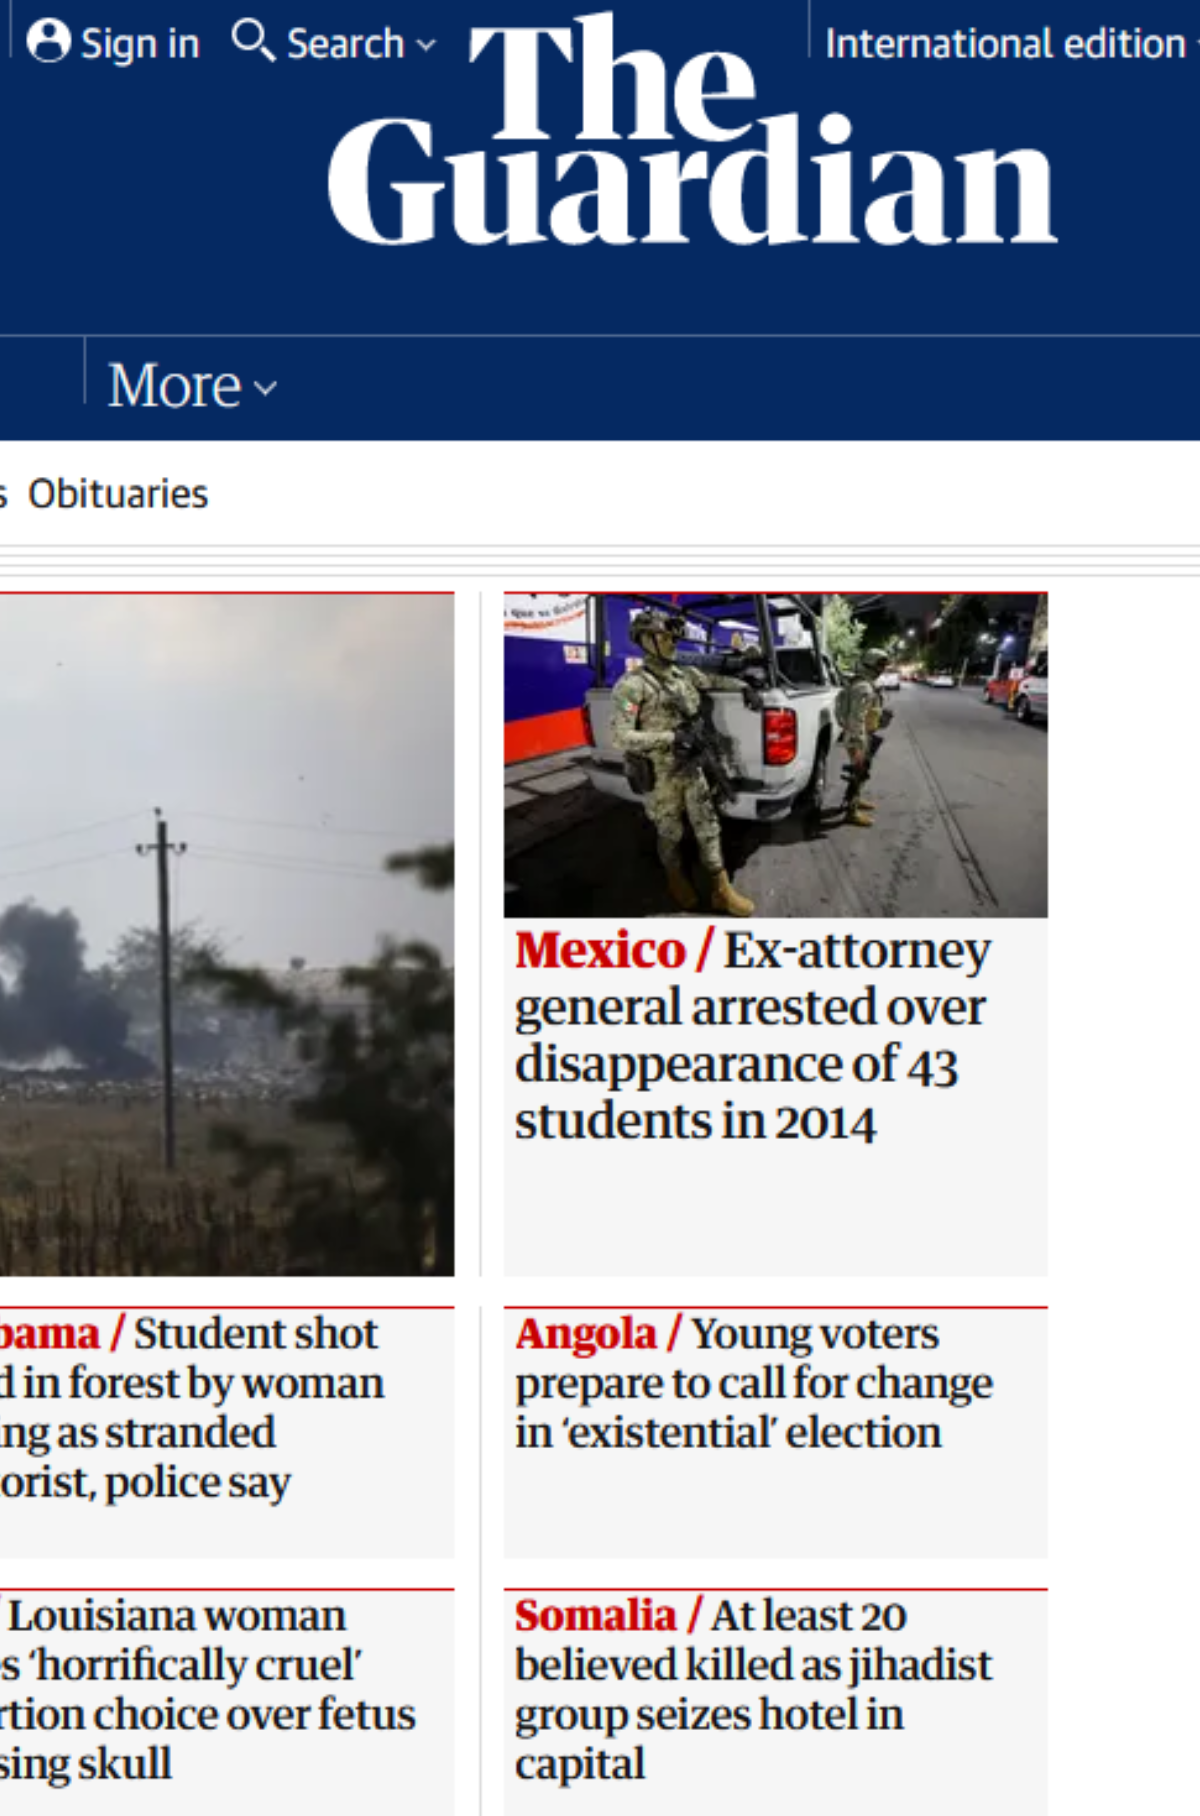 Sign in
Search
International edition
The
Guardian
More
s Obituaries
Mexico / Ex-attorney
general arrested over
disappearance of 43
students in 2014
bama / Student shot
d in forest by woman
ing as stranded
orist, police say
Angola / Young voters
prepare to call for change
in ‘existential’ election
/ Louisiana woman
s ‘horrifically cruel’
rtion choice over fetus
sing skull
Somalia / At least 20
believed killed as jihadist
group seizes hotel in
capital